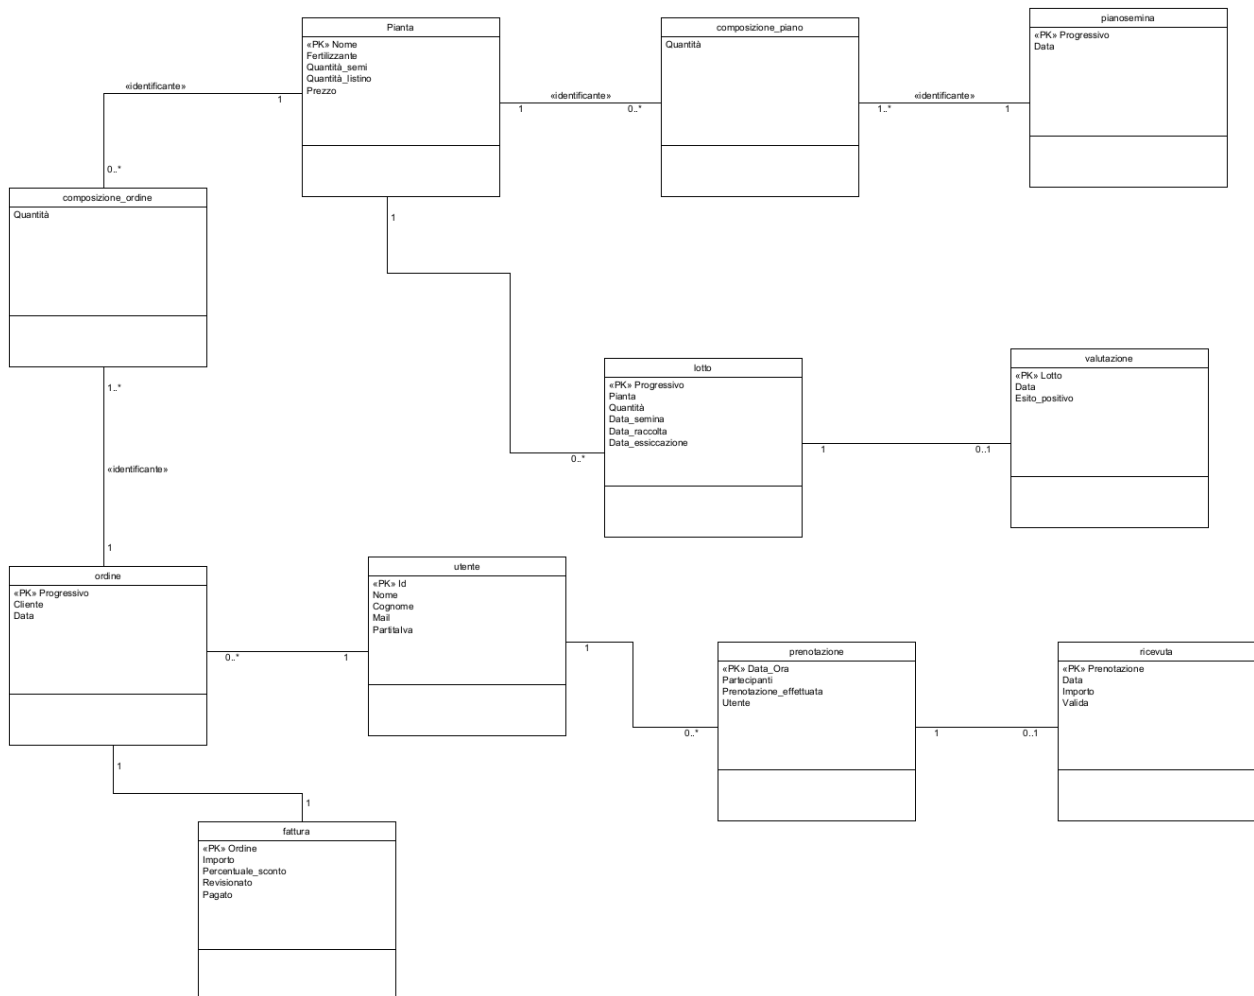 Pianta
«PK» Nome
Fertilizzante
Quantità_semi
Quantità_listino
Prezzo
composizione_piano
Quantità
pianosemina
«PK» Progressivo
Data
«identificante»
1
0..*
1
«identificante»
0..*
1..*
«identificante»
1
composizione_ordine
Quantità
1
0..*
1..*
«identificante»
1
lotto
«PK» Progressivo
Pianta
Quantità
Data_semina
Data_raccolta
Data_essiccazione
1
0..1
valutazione
«PK» Lotto
Data
Esito_positivo
ordine
«PK» Progressivo
Cliente
Data
0..*
1
utente
«PK» Id
Nome
Cognome
Mail
PartitaIva
1
0..*
prenotazione
«PK» Data_Ora
Partecipanti
Prenotazione_effettuata
Utente
1
0..1
ricevuta
«PK» Prenotazione
Data
Importo
Valida
1
1
fattura
«PK» Ordine
Importo
Percentuale_sconto
Revisionato
Pagato